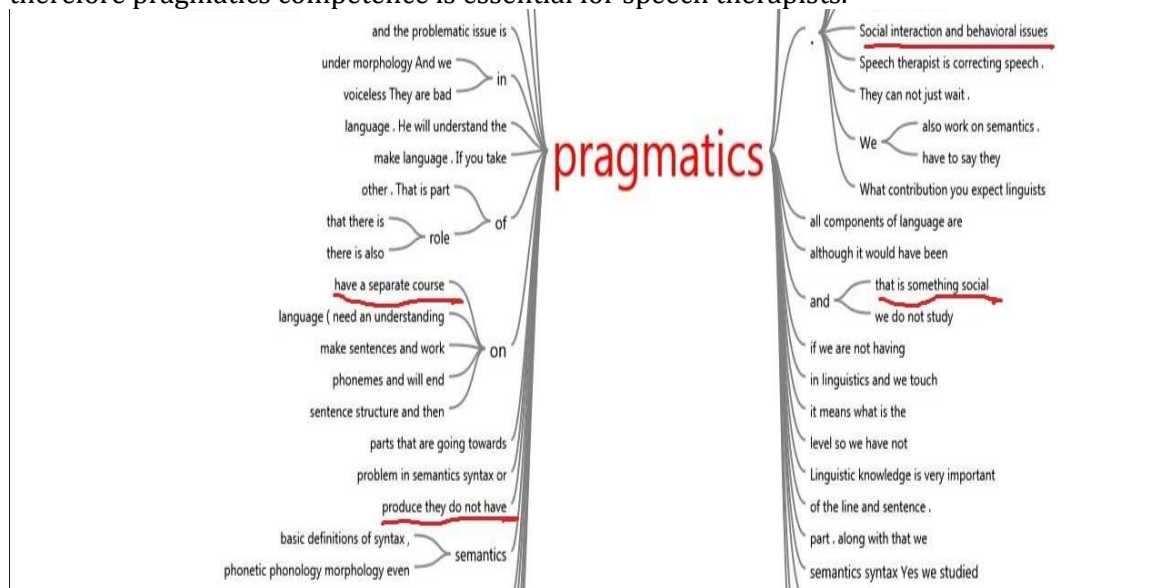 therefore pragmatics competence is essential for speech therapists.
and the problematic issue is
under morphology And we
voiceless They are bad
in
language . He will understand the
make language . If you take
other . That is part
that there is
there is also
role
of
have a separate course
language ( need an understanding
make sentences and work
phonemes and will end
sentence structure and then
on
parts that are going towards
problem in semantics syntax or
produce they do not have
basic definitions of syntax ,
phonetic phonology morphology even
semantics
pragmatics
.
Social interaction and behavioral issues
Speech therapist is correcting speech .
They can not just wait .
We
also work on semantics .
have to say they
What contribution you expect linguists
all components of language are
although it would have been
and
that is something social
we do not study
if we are not having
in linguistics and we touch
it means what is the
level so we have not
Linguistic knowledge is very important
of the line and sentence .
part . along with that we
semantics syntax Yes we studied